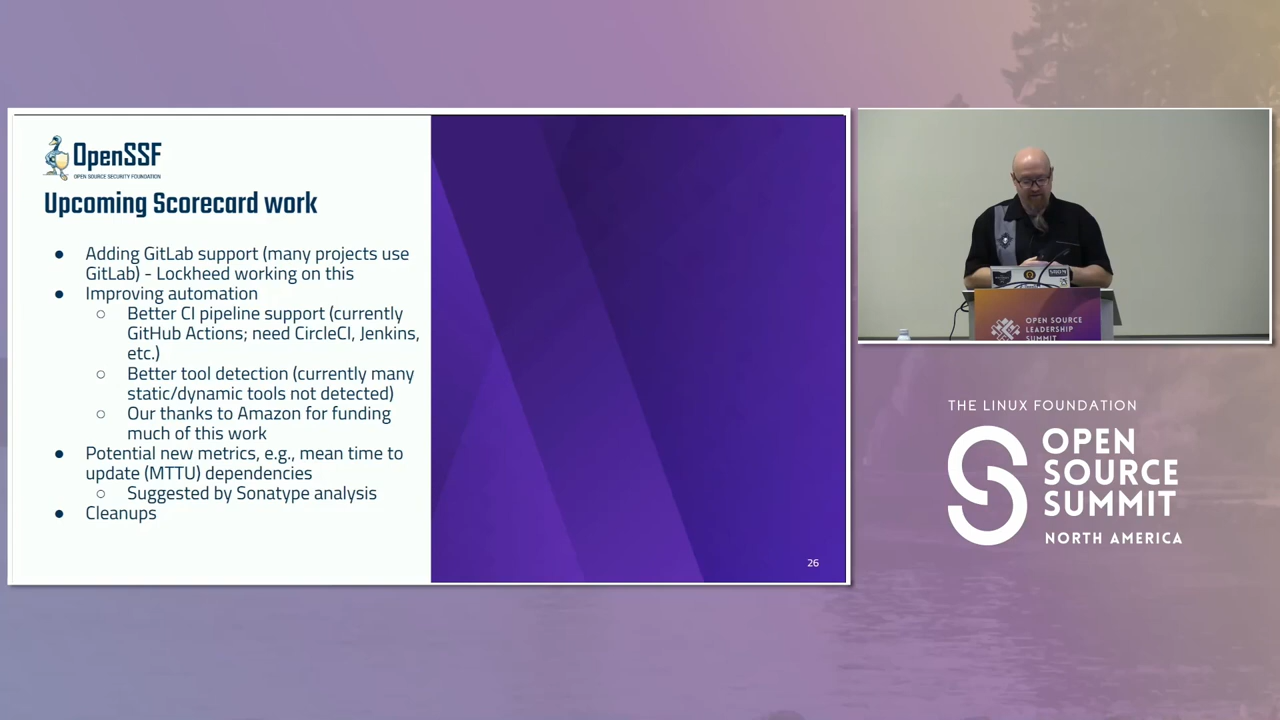 OpenSSF
OPEN SOURCE SECURITY FOUNDATION
Upcoming Scorecard work
● Adding GitLab support (many projects use
GitLab) - Lockheed working on this
● Improving automation
○ Better CI pipeline support (currently
GitHub Actions; need CircleCI, Jenkins,
etc.)
○ Better tool detection (currently many
static/dynamic tools not detected)
○ Our thanks to Amazon for funding
much of this work
● Potential new metrics, e.g., mean time to
update (MTTU) dependencies
○ Suggested by Sonatype analysis
● Cleanups
26
OPEN SOURCE
LEADERSHIP
SUMMIT
THE LINUX FOUNDATION
OPEN
SOURCE
SUMMIT
NORTH AMERICA